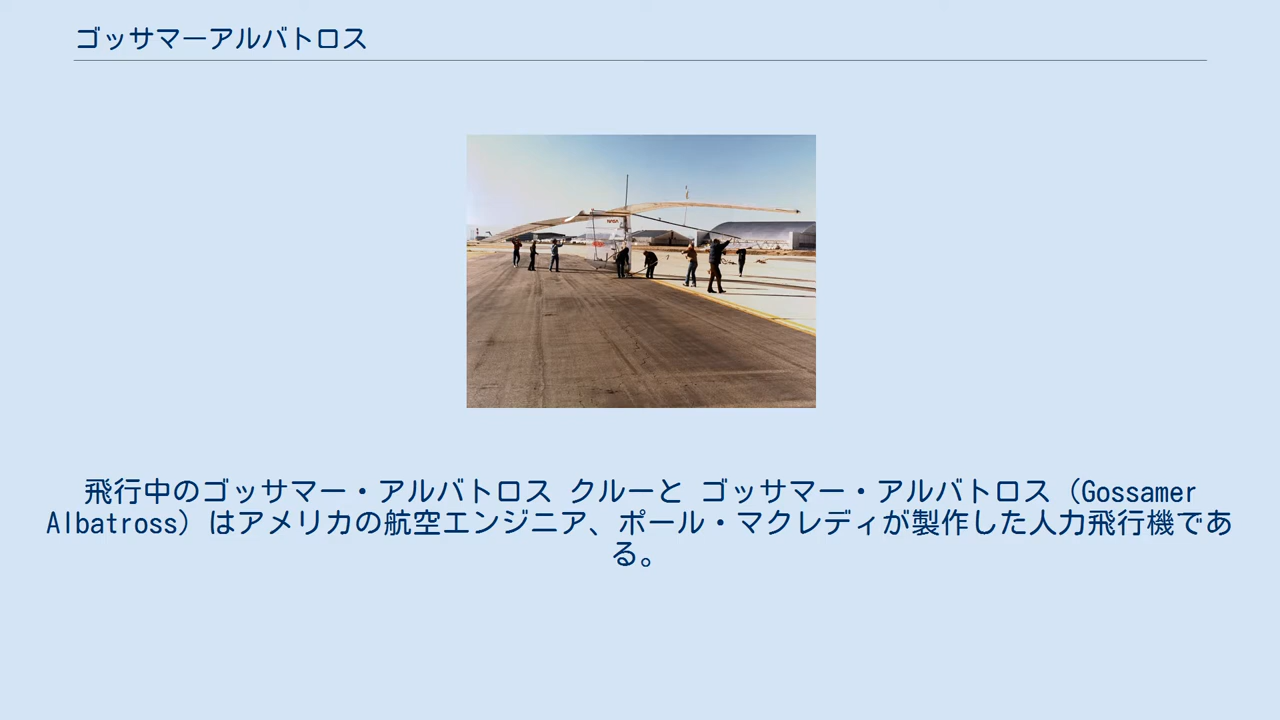 ゴッサマーアルバトロス
NASA
飛行中のゴッサマー・アルバトロス クルーと ゴッサマー・アルバトロス（Gossamer
Albatross）はアメリカの航空エンジニア、ポール・マクレディが製作した人力飛行機であ
る。